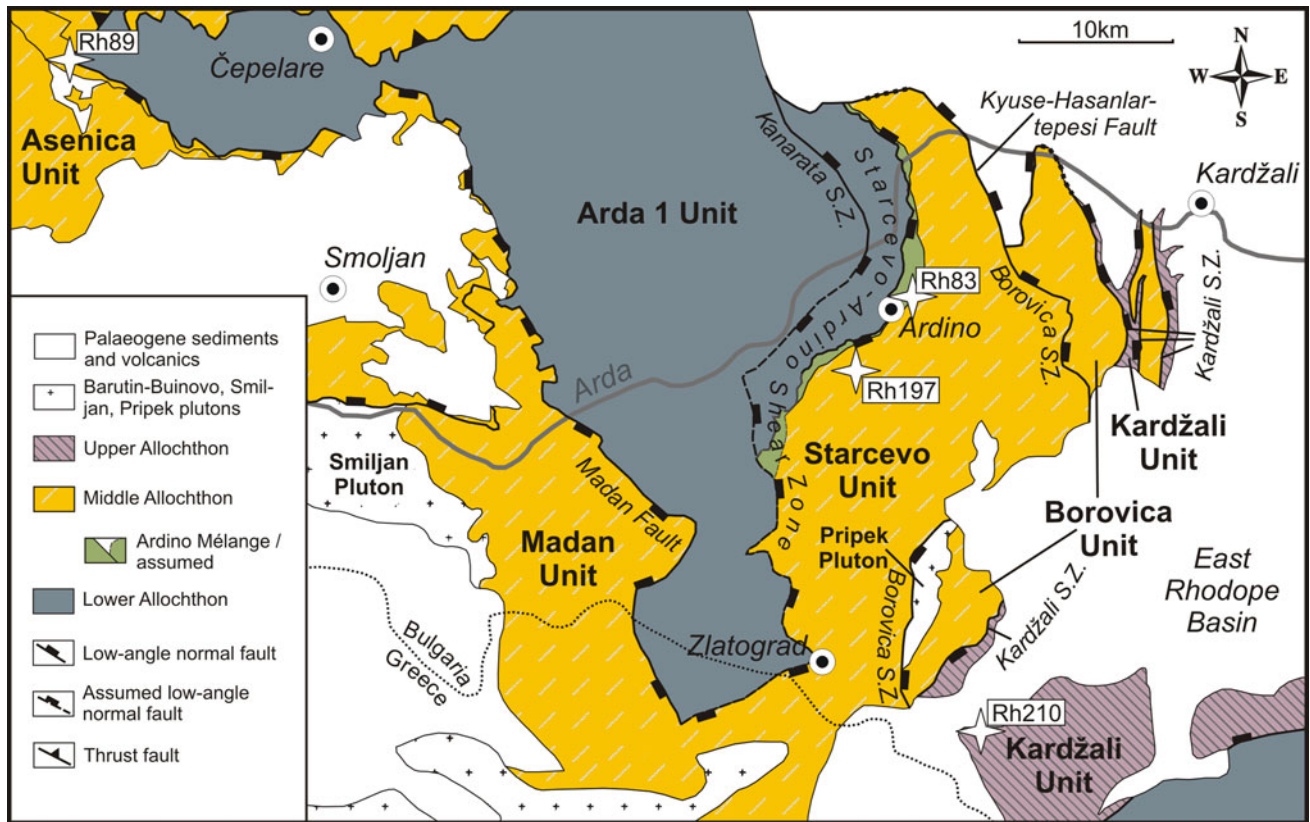 Rh89
Čepelare
10km
N
W
E
S
Kyuse-Hasanlar-
tepesi Fault
Asenica
Unit
Kanarata S.Z.
Starcevo-Ardino Shear Zone
Kardžali
Arda 1 Unit
Smoljan
Rh83
Ardino
Borovica S.Z.
Kardžali S.Z.
Arda
Rh197
Kardžali
Unit
Smiljan
Pluton
Madan Fault
Starcevo
Unit
Madan
Unit
Pripek
Pluton
Borovica
Unit
East
Rhodope
Basin
Borovica S.Z
Kardžali S.Z.
Bulgaria
Greece
Zlatograd
Rh210
Kardžali
Unit
Palaeogene sediments
and volcanics
Barutin-Buinovo, Smil-
jan, Pripek plutons
Upper Allochthon
Middle Allochthon
Ardino Mélange /
assumed
Lower Allochthon
Low-angle normal fault
Assumed low-angle
normal fault
Thrust fault